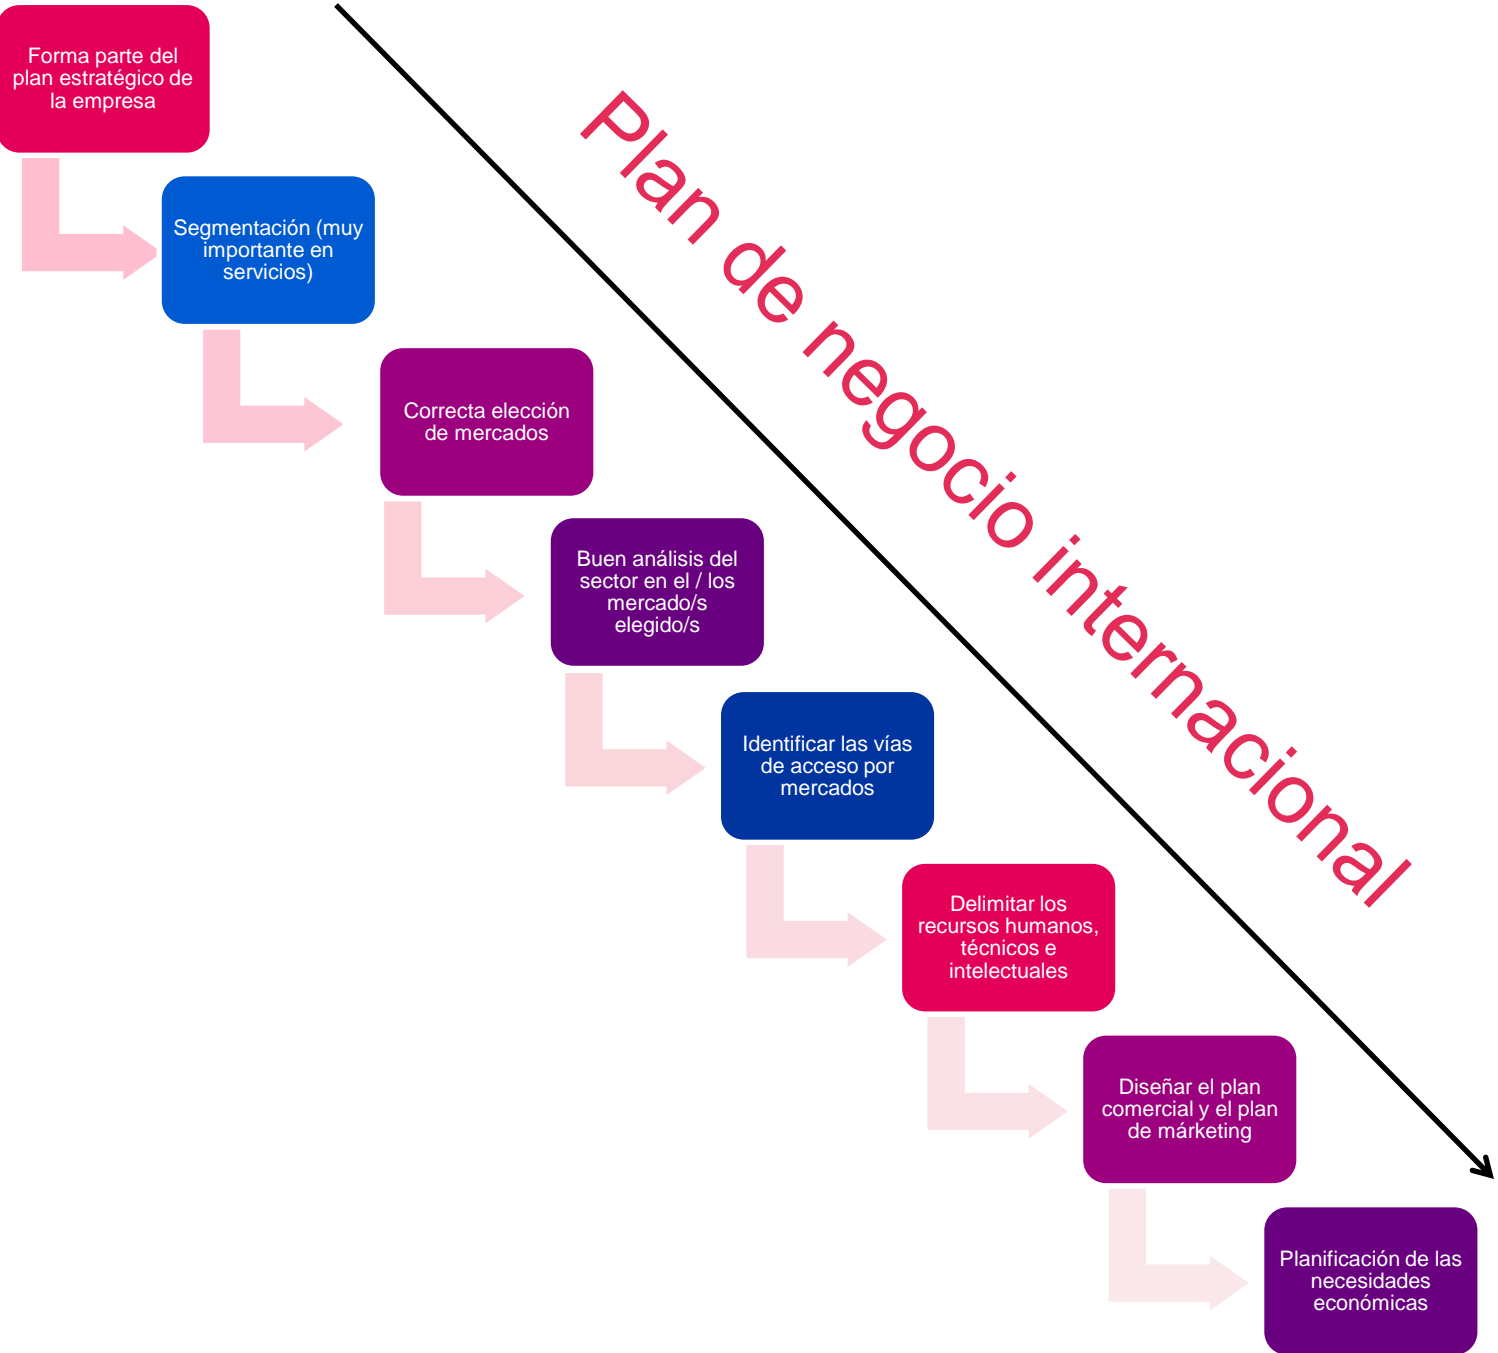 Forma parte del
plan estratégico de
la empresa
Plan de negocio internacional
Segmentación (muy
importante en
servicios)
Correcta elección
de mercados
Buen análisis del
sector en el / los
mercado/s
elegido/s
Identificar las vías
de acceso por
mercados
Delimitar los
recursos humanos,
técnicos e
intelectuales
Diseñar el plan
comercial y el plan
de márketing
Planificación de las
necesidades
económicas